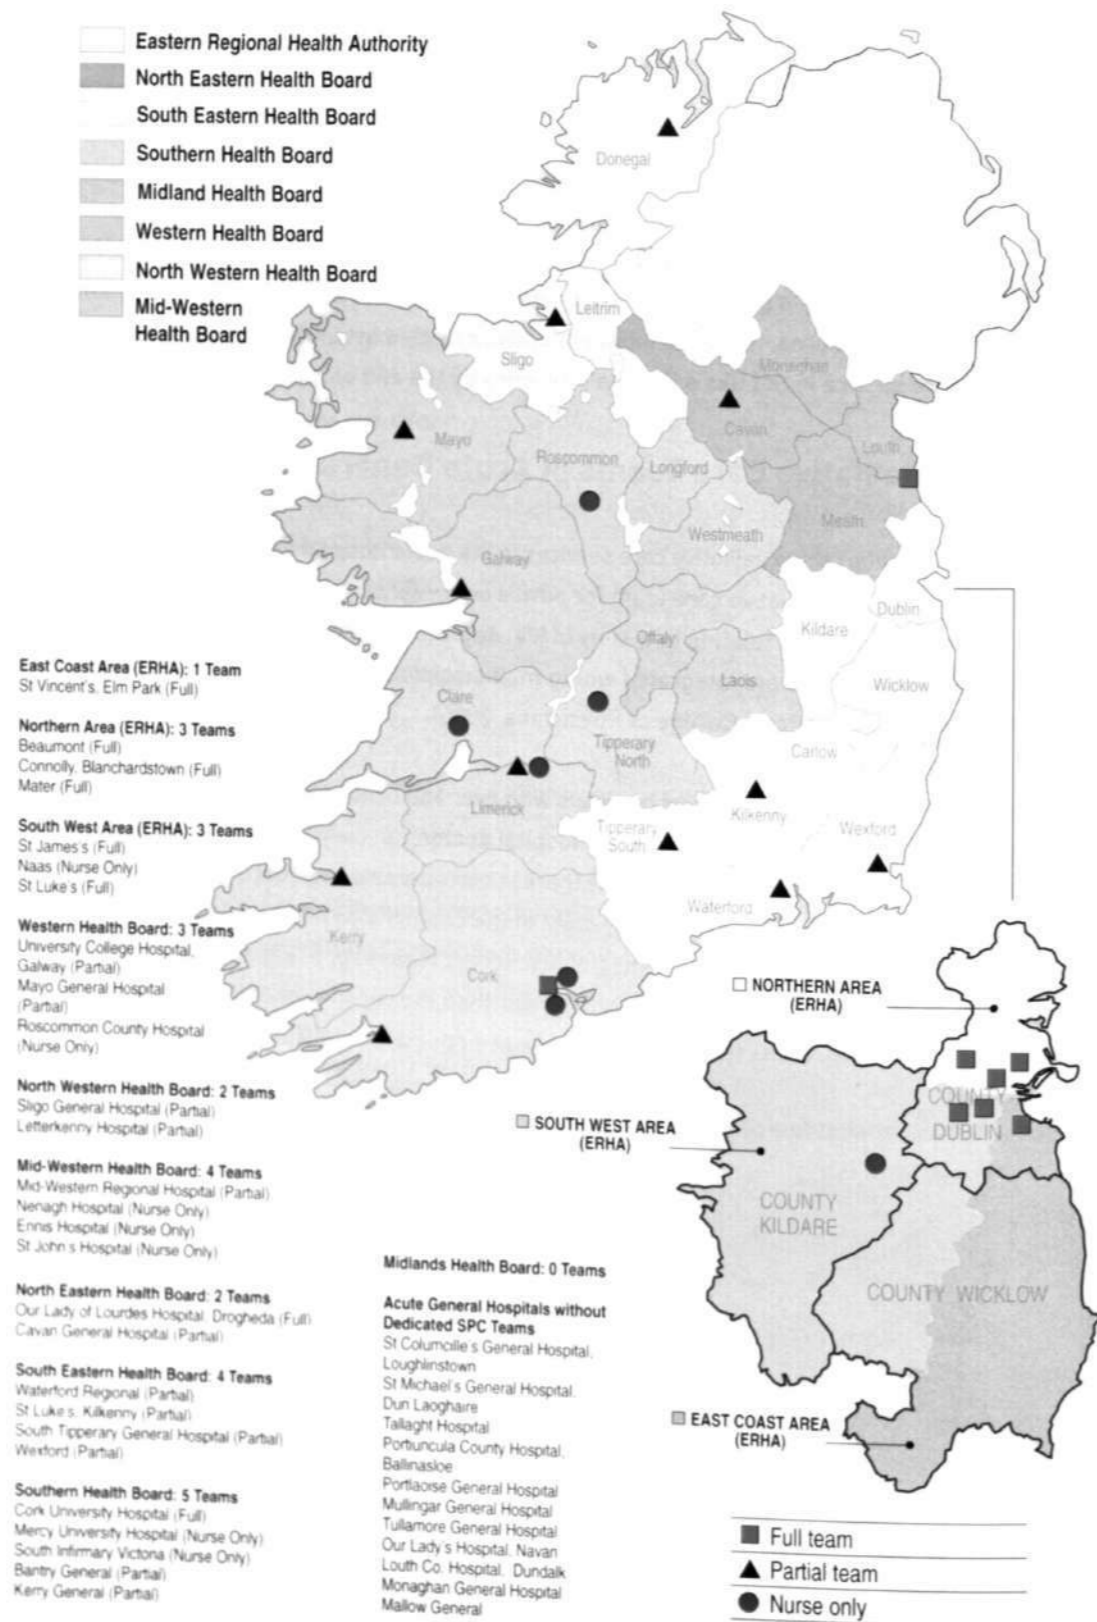 Eastern Regional Health Authority
North Eastern Health Board
South Eastern Health Board
Southern Health Board
Midland Health Board
Western Health Board
North Western Health Board
Mid-Western
Health Board
Donegal
Leitrim
Sligo
Monaghan
Cavan
Louth
Mayo
Roscommon
Longford
Meath
Westmeath
Galway
Dublin
Kildare
Offaly
Wicklow
Laois
Clare
Carlow
Tipperary
North
Kilkenny
Limerick
Tipperary
South
Wexford
Waterford
Kerry
Cork
East Coast Area (ERHA): 1 Team
St Vincent's, Elm Park (Full)
Northern Area (ERHA): 3 Teams
Beaumont (Full)
Connolly, Blanchardstown (Full)
Mater (Full)
South West Area (ERHA): 3 Teams
St James's (Full)
Naas (Nurse Only)
St Luke's (Full)
Western Health Board: 3 Teams
University College Hospital,
Galway (Partial)
Mayo General Hospital
(Partial)
Roscommon County Hospital
(Nurse Only)
North Western Health Board: 2 Teams
Sligo General Hospital (Partial)
Letterkenny Hospital (Partial)
Mid-Western Health Board: 4 Teams
Mid-Western Regional Hospital (Partial)
Nenagh Hospital (Nurse Only)
Ennis Hospital (Nurse Only)
St John's Hospital (Nurse Only)
North Eastern Health Board: 2 Teams
Our Lady of Lourdes Hospital, Drogheda (Full)
Cavan General Hospital (Partial)
South Eastern Health Board: 4 Teams
Waterford Regional (Partial)
St Luke's, Kilkenny (Partial)
South Tipperary General Hospital (Partial)
Wexford (Partial)
Southern Health Board: 5 Teams
Cork University Hospital (Full)
Mercy University Hospital (Nurse Only)
South Infirmary Victoria (Nurse Only)
Bantry General (Partial)
Kerry General (Partial)
Midlands Health Board: 0 Teams
Acute General Hospitals without
Dedicated SPC Teams
St Columcille's General Hospital,
Loughlinstown
St Michael's General Hospital,
Dun Laoghaire
Tallaght Hospital
Portiuncula County Hospital,
Ballinasloe
Portlaoise General Hospital
Mullingar General Hospital
Tullamore General Hospital
Our Lady's Hospital, Navan
Louth Co. Hospital, Dundalk
Monaghan General Hospital
Mallow General
NORTHERN AREA
(ERHA)
COUNTY
DUBLIN
SOUTH WEST AREA
(ERHA)
COUNTY
KILDARE
COUNTY WICKLOW
EAST COAST AREA
(ERHA)
Full team
Partial team
Nurse only